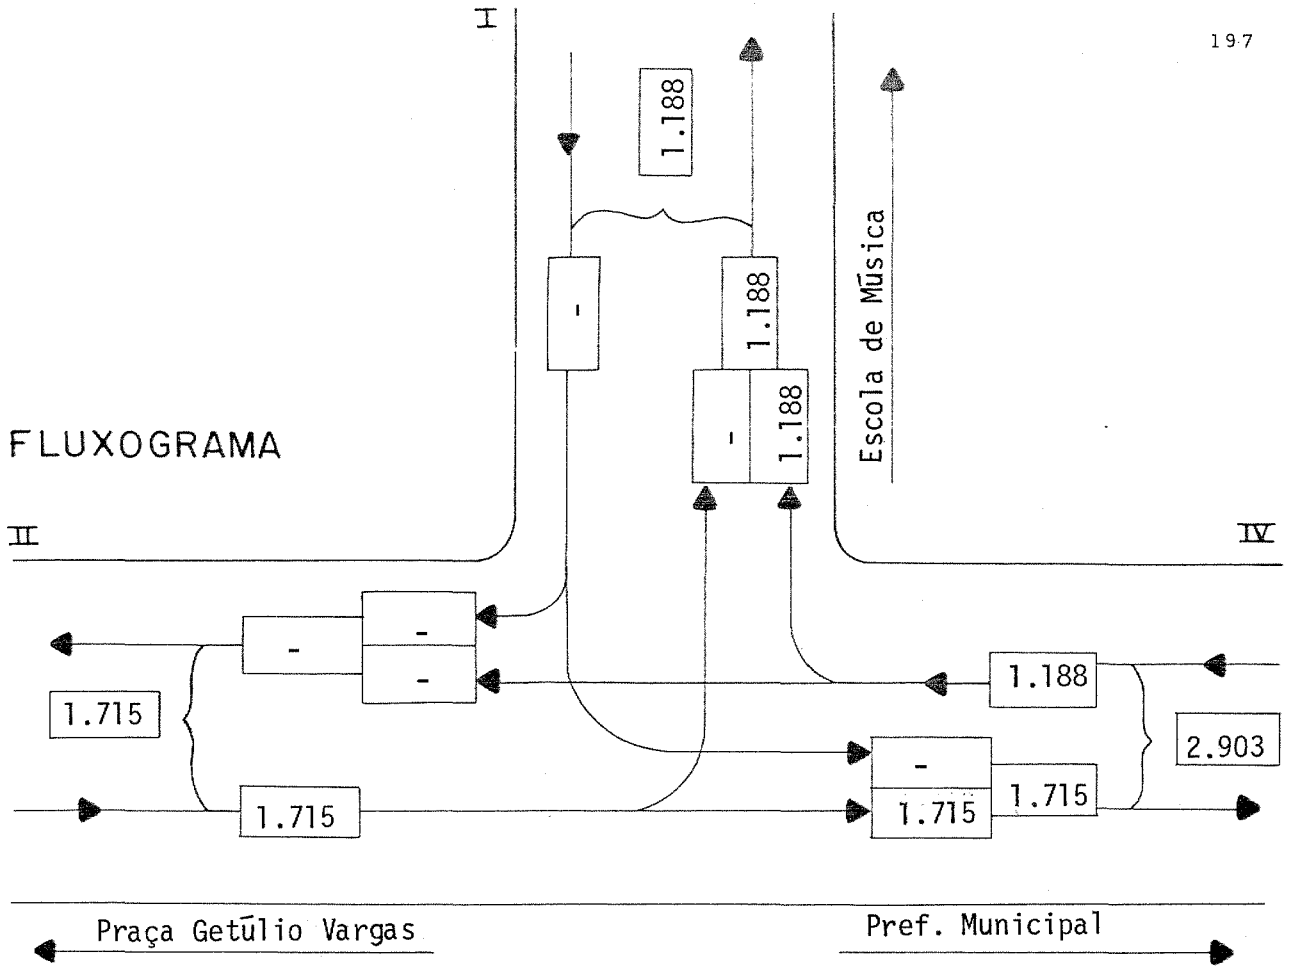 I
197
1.188
Escola de Música
-
1.188
-
1.188
FLUXOGRAMA
II
IV
-
-
-
1.188
1.715
2.903
-
1.715
1.715
1.715
Praça Getúlio Vargas
Pref. Municipal